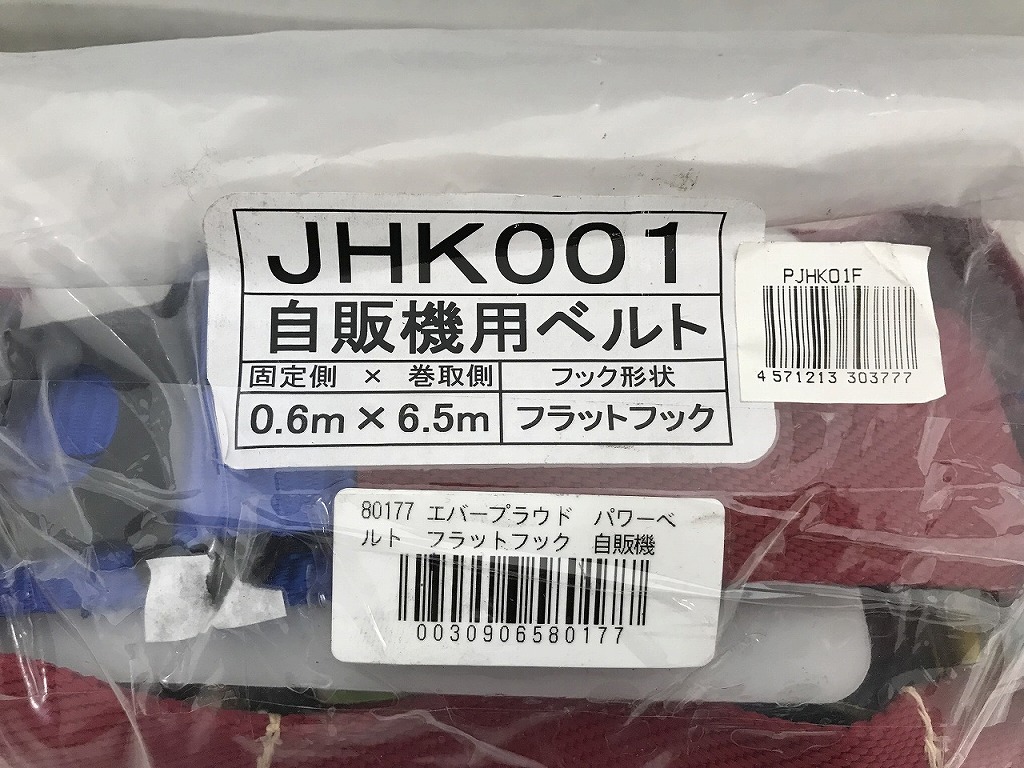 JHK001
自販機用ベルト
固定側 × 巻取側 フック形状
0.6m×6.5m フラットフック
PJHK01F
4 571213 303777
80177 エバープラウド パワーベ
ルト フラットフック 自販機
0030906580177